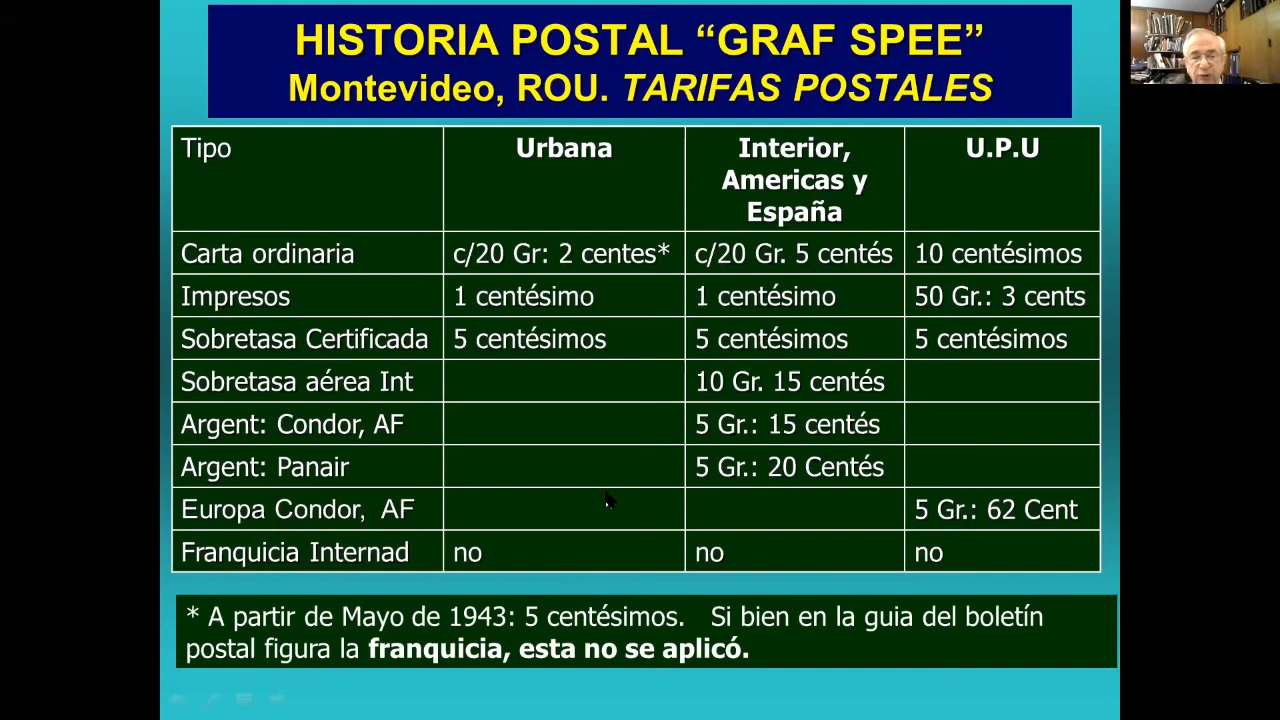 HISTORIA POSTAL “GRAF SPEE”
Montevideo, ROU. TARIFAS POSTALES
Tipo Urbana Interior, Americas y España U.P.U
Carta ordinaria c/20 Gr: 2 centes* c/20 Gr. 5 centés 10 centésimos
Impresos 1 centésimo 1 centésimo 50 Gr.: 3 cents
Sobretasa Certificada 5 centésimos 5 centésimos 5 centésimos
Sobretasa aérea Int 10 Gr. 15 centés
Argent: Condor, AF 5 Gr.: 15 centés
Argent: Panair 5 Gr.: 20 Centés
Europa Condor, AF 5 Gr.: 62 Cent
Franquicia Internad no no no
* A partir de Mayo de 1943: 5 centésimos. Si bien en la guia del boletín
postal figura la franquicia, esta no se aplicó.